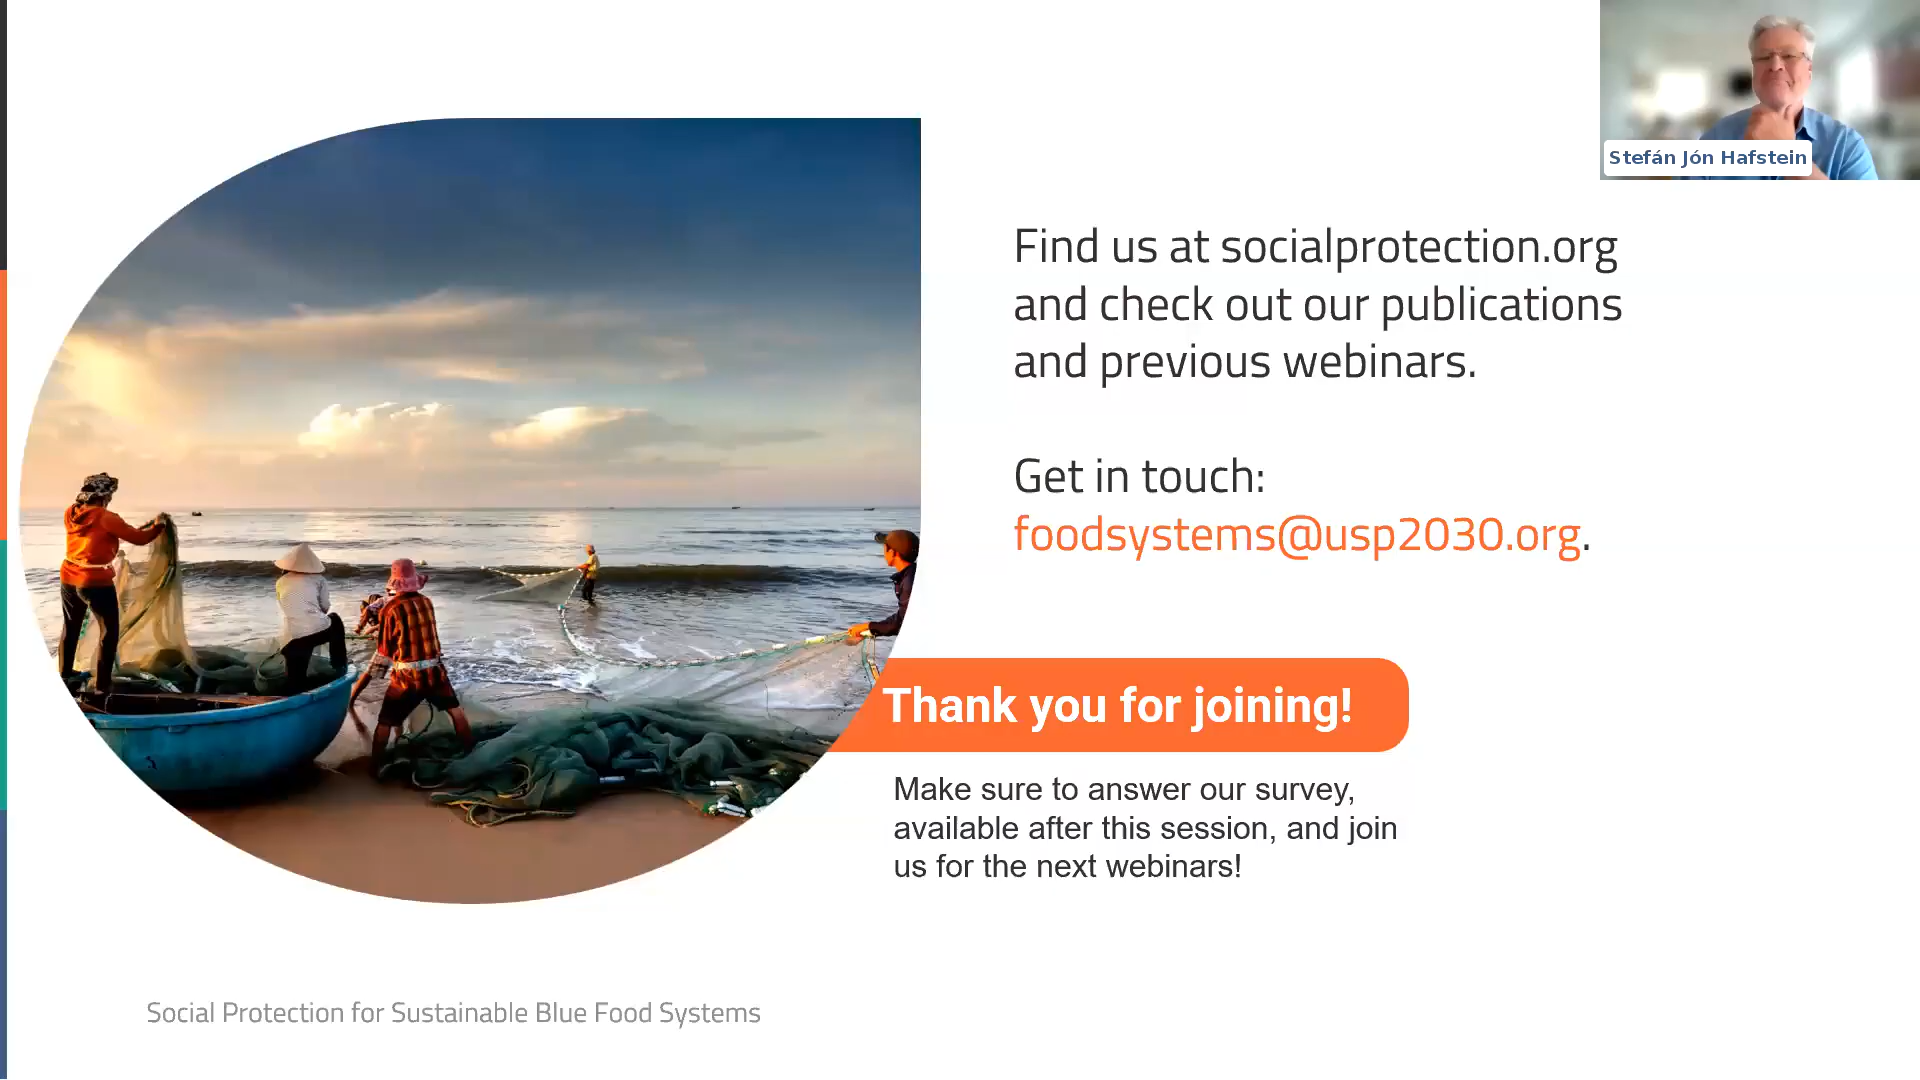 Stefán Jón Hafstein
Find us at socialprotection.org
and check out our publications
and previous webinars.
Get in touch:
foodsystems@usp2030.org.
Thank you for joining!
Make sure to answer our survey,
available after this session, and join
us for the next webinars!
Social Protection for Sustainable Blue Food Systems